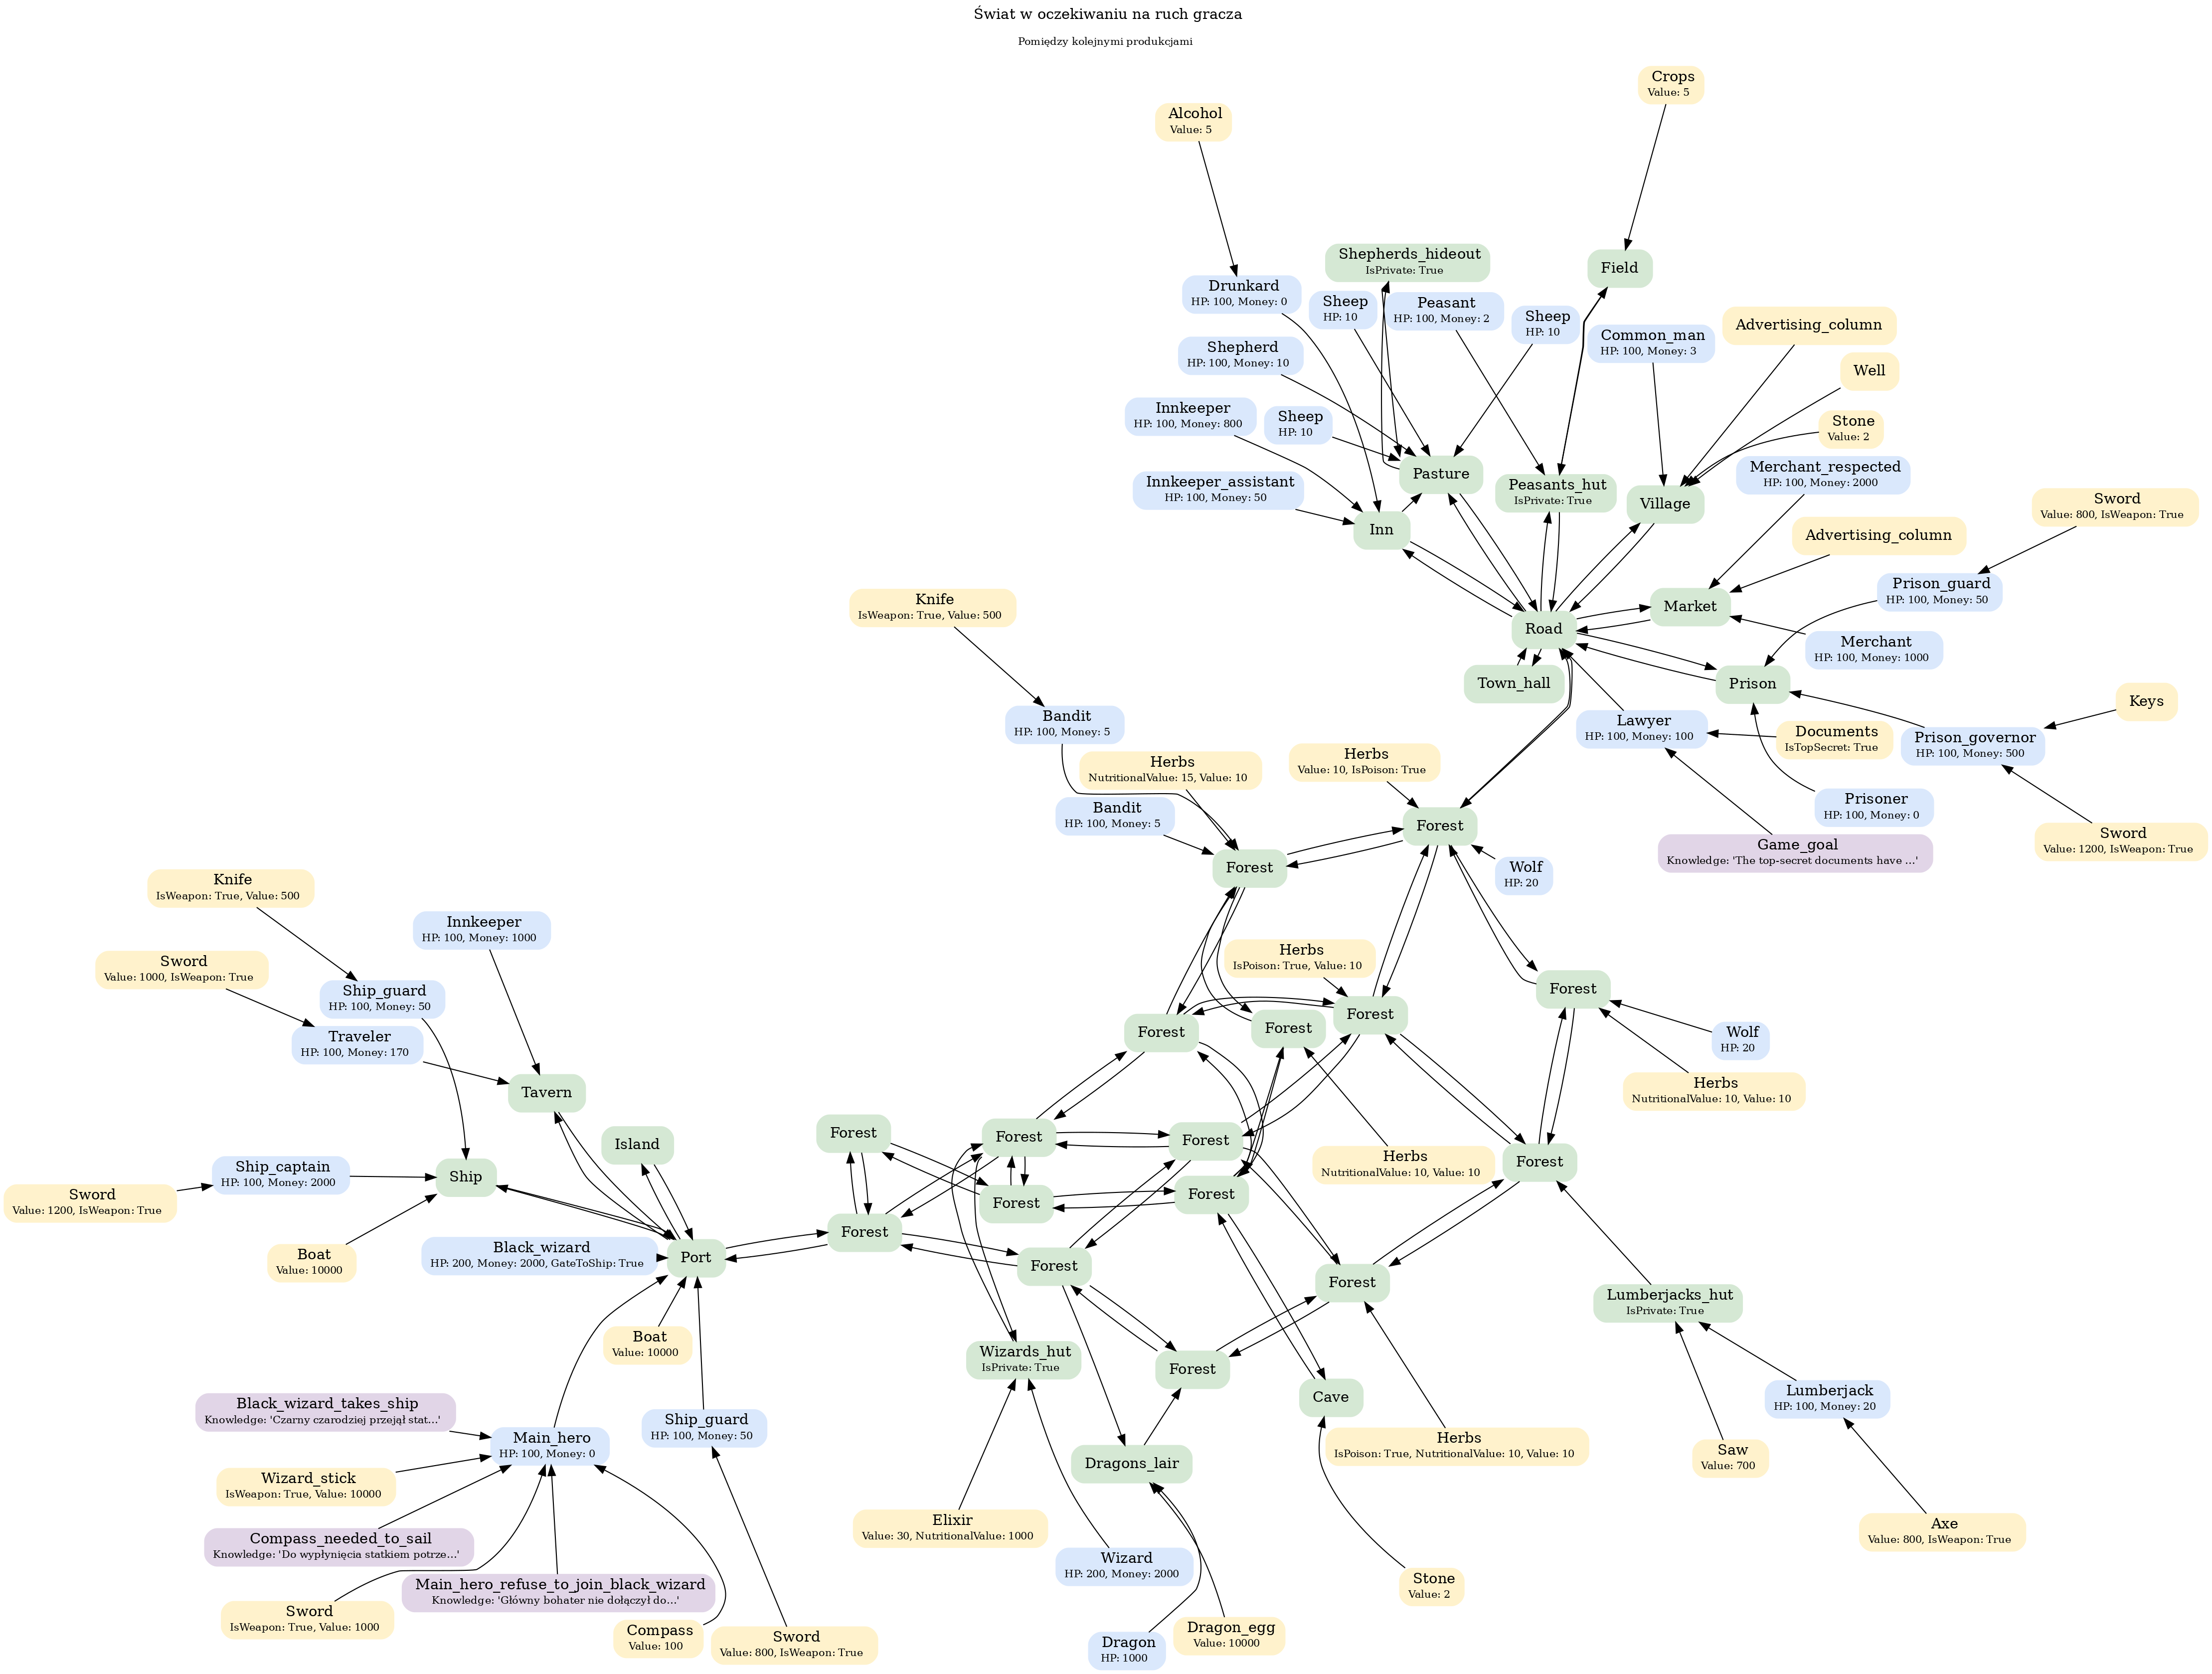 Świat w oczekiwaniu na ruch gracza
Pomiędzy kolejnymi produkcjami
Crops
Value: 5
Alcohol
Value: 5
Shepherds_hideout
IsPrivate: True
Field
Drunkard
HP: 100, Money: 0
Sheep
HP: 10
Peasant
HP: 100, Money: 2
Sheep
HP: 10
Common_man
HP: 100, Money: 3
Advertising_column
Shepherd
HP: 100, Money: 10
Well
Innkeeper
HP: 100, Money: 800
Sheep
HP: 10
Stone
Value: 2
Innkeeper_assistant
HP: 100, Money: 50
Pasture
Peasants_hut
IsPrivate: True
Village
Merchant_respected
HP: 100, Money: 2000
Sword
Value: 800, IsWeapon: True
Inn
Advertising_column
Knife
IsWeapon: True, Value: 500
Market
Prison_guard
HP: 100, Money: 50
Road
Merchant
HP: 100, Money: 1000
Town_hall
Prison
Keys
Bandit
HP: 100, Money: 5
Lawyer
HP: 100, Money: 100
Documents
IsTopSecret: True
Prison_governor
HP: 100, Money: 500
Herbs
NutritionalValue: 15, Value: 10
Herbs
Value: 10, IsPoison: True
Bandit
HP: 100, Money: 5
Prisoner
HP: 100, Money: 0
Forest
Game_goal
Knowledge: 'The top-secret documents have ...'
Sword
Value: 1200, IsWeapon: True
Forest
Wolf
HP: 20
Knife
IsWeapon: True, Value: 500
Innkeeper
HP: 100, Money: 1000
Sword
Value: 1000, IsWeapon: True
Herbs
IsPoison: True, Value: 10
Ship_guard
HP: 100, Money: 50
Forest
Forest
Traveler
HP: 100, Money: 170
Forest
Forest
Wolf
HP: 20
Tavern
Herbs
NutritionalValue: 10, Value: 10
Island
Forest
Forest
Forest
Herbs
NutritionalValue: 10, Value: 10
Forest
Ship_captain
HP: 100, Money: 2000
Ship
Sword
Value: 1200, IsWeapon: True
Forest
Forest
Forest
Black_wizard
HP: 200, Money: 2000, GateToShip: True
Boat
Value: 10000
Port
Forest
Forest
Lumberjacks_hut
IsPrivate: True
Boat
Value: 10000
Wizards_hut
IsPrivate: True
Forest
Cave
Lumberjack
HP: 100, Money: 20
Black_wizard_takes_ship
Knowledge: 'Czarny czarodziej przejął stat...'
Ship_guard
HP: 100, Money: 50
Main_hero
HP: 100, Money: 0
Herbs
IsPoison: True, NutritionalValue: 10, Value: 10
Saw
Value: 700
Dragons_lair
Wizard_stick
IsWeapon: True, Value: 10000
Elixir
Value: 30, NutritionalValue: 1000
Axe
Value: 800, IsWeapon: True
Compass_needed_to_sail
Knowledge: 'Do wypłynięcia statkiem potrze...'
Wizard
HP: 200, Money: 2000
Main_hero_refuse_to_join_black_wizard
Knowledge: 'Główny bohater nie dołączył do...'
Stone
Value: 2
Sword
IsWeapon: True, Value: 1000
Compass
Value: 100
Sword
Value: 800, IsWeapon: True
Dragon
HP: 1000
Dragon_egg
Value: 10000